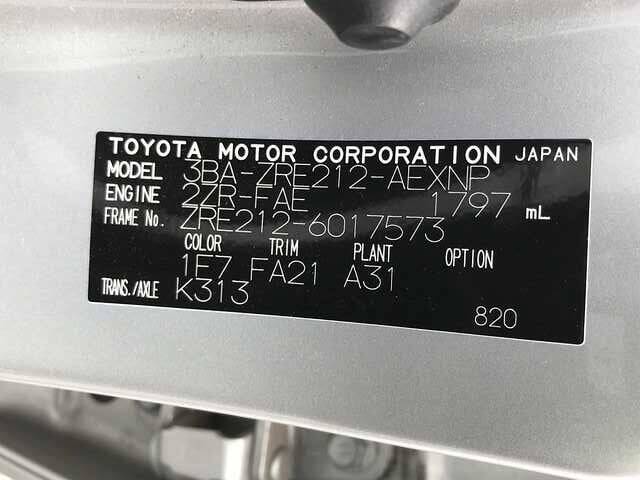 TOYOTA MOTOR CORPORATION JAPAN
MODEL 3BA-ZRE212-AEXNP
ENGINE 2ZR-FAE 1797 mL
FRAME No. ZRE212-6017573
COLOR TRIM PLANT OPTION
1E7 FA21 A31
TRANS./AXLE K313
820